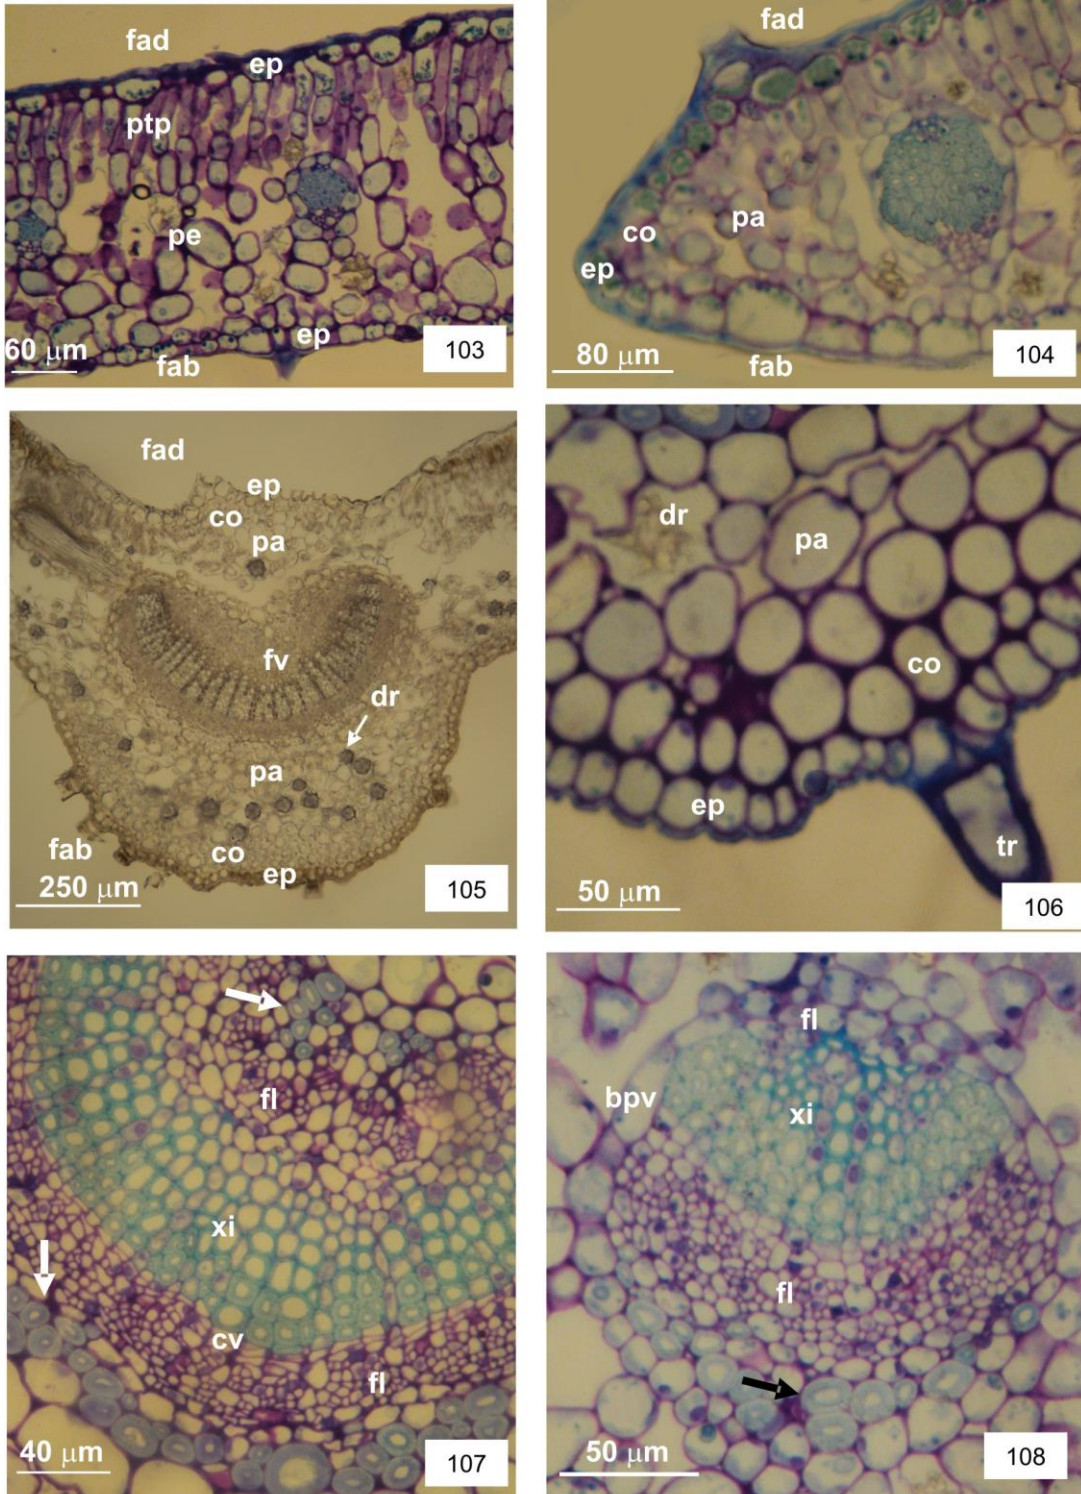 fad
ep
ptp
pe
ep
60 μm
fab
103
fad
pa
co
ep
80 μm
fab
104
fad
ep
co
pa
fv
dr
pa
fab
co
ep
250 μm
105
dr
pa
co
ep
tr
50 μm
106
fl
xi
cv
fl
40 μm
107
fl
bpv
xi
fl
50 μm
108